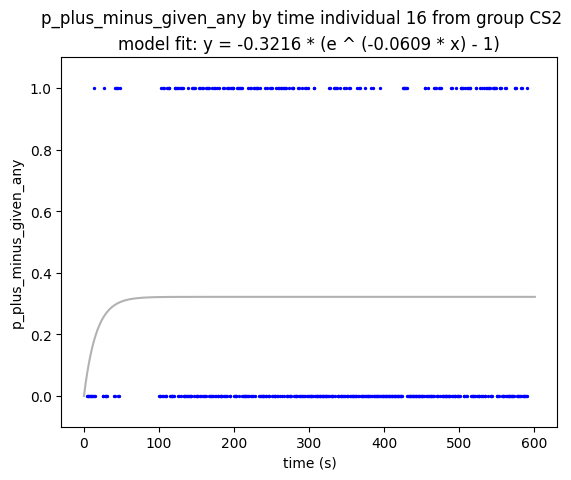 p_plus_minus_given_any by time individual 16 from group CS2
model fit: y = -0.3216 * (e ^ (-0.0609 * x) - 1)
p_plus_minus_given_any
1.0
0.8
0.6
0.4
0.2
0.0
0 100 200 300 400 500 600
time (s)